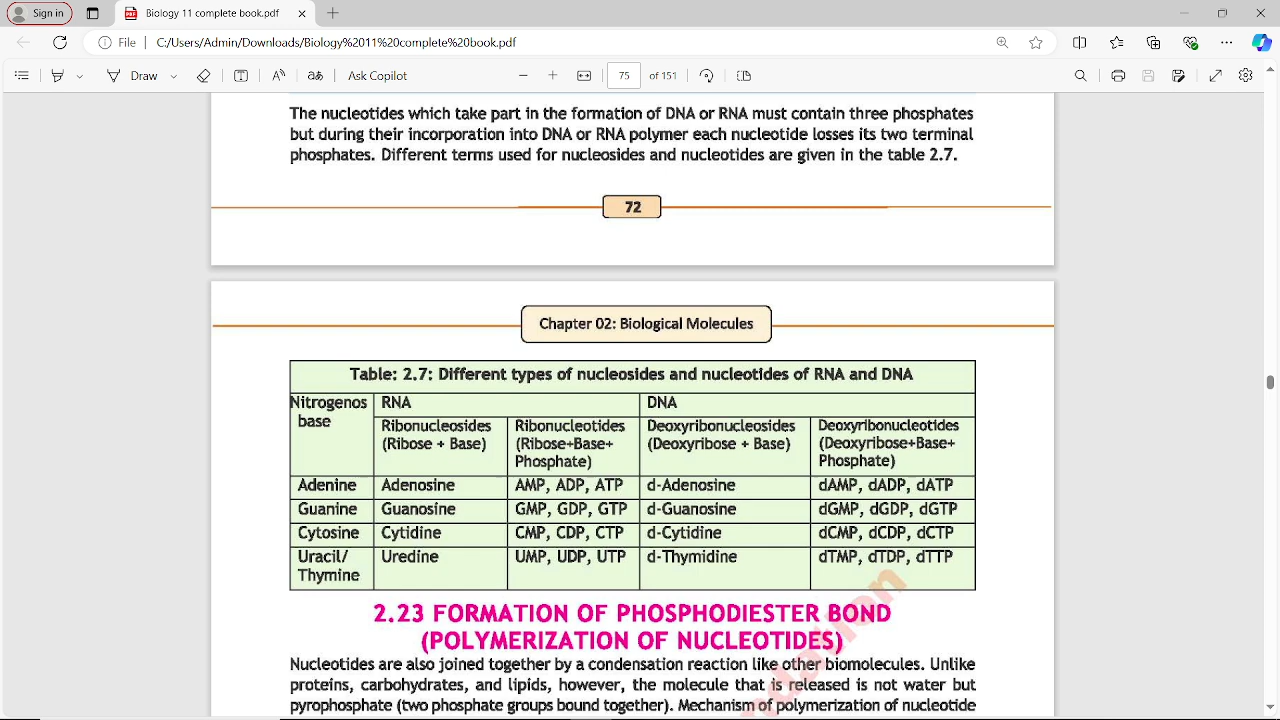 Sign in
Biology 11 complete book.pdf
File C:/Users/Admin/Downloads/Biology%2011%20complete%20book.pdf
Draw
Ask Copilot
75 of 151
The nucleotides which take part in the formation of DNA or RNA must contain three phosphates
but during their incorporation into DNA or RNA polymer each nucleotide losses its two terminal
phosphates. Different terms used for nucleosides and nucleotides are given in the table 2.7.
72
Chapter 02: Biological Molecules
Table: 2.7: Different types of nucleosides and nucleotides of RNA and DNA
Nitrogenos base RNA DNA
Ribonucleosides (Ribose + Base) Ribonucleotides (Ribose+Base+ Phosphate) Deoxyribonucleosides (Deoxyribose + Base) Deoxyribonucleotides (Deoxyribose+Base+ Phosphate)
Adenine Adenosine AMP, ADP, ATP d-Adenosine dAMP, dADP, dATP
Guanine Guanosine GMP, GDP, GTP d-Guanosine dGMP, dGDP, dGTP
Cytosine Cytidine CMP, CDP, CTP d-Cytidine dCMP, dCDP, dCTP
Uracil/ Thymine Uredine UMP, UDP, UTP d-Thymidine dTMP, dTDP, dTTP
2.23 FORMATION OF PHOSPHODIESTER BOND
(POLYMERIZATION OF NUCLEOTIDES)
Nucleotides are also joined together by a condensation reaction like other biomolecules. Unlike
proteins, carbohydrates, and lipids, however, the molecule that is released is not water but
pyrophosphate (two phosphate groups bound together). Mechanism of polymerization of nucleotide